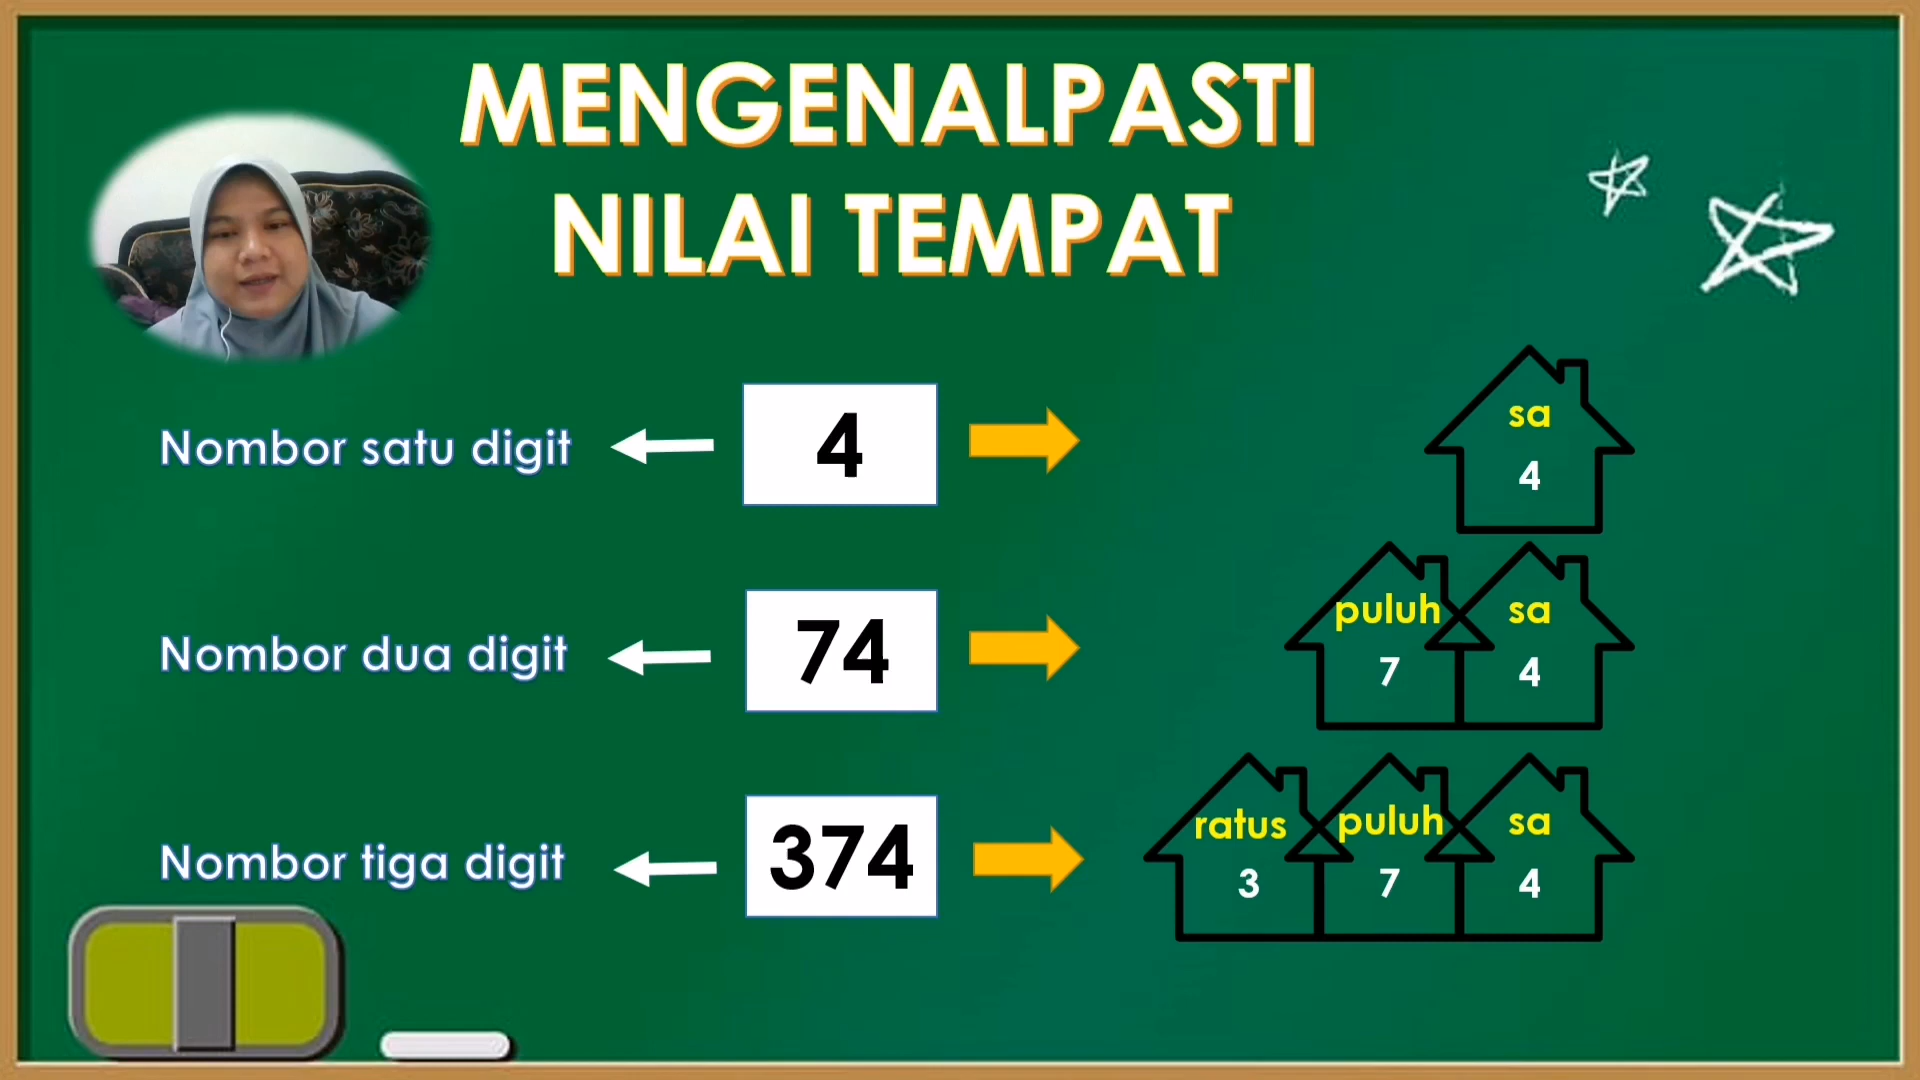 MENGENALPASTI
NILAI TEMPAT
Nombor satu digit
4
sa
4
Nombor dua digit
74
puluh
sa
7
4
Nombor tiga digit
374
ratus
puluh
sa
3
7
4